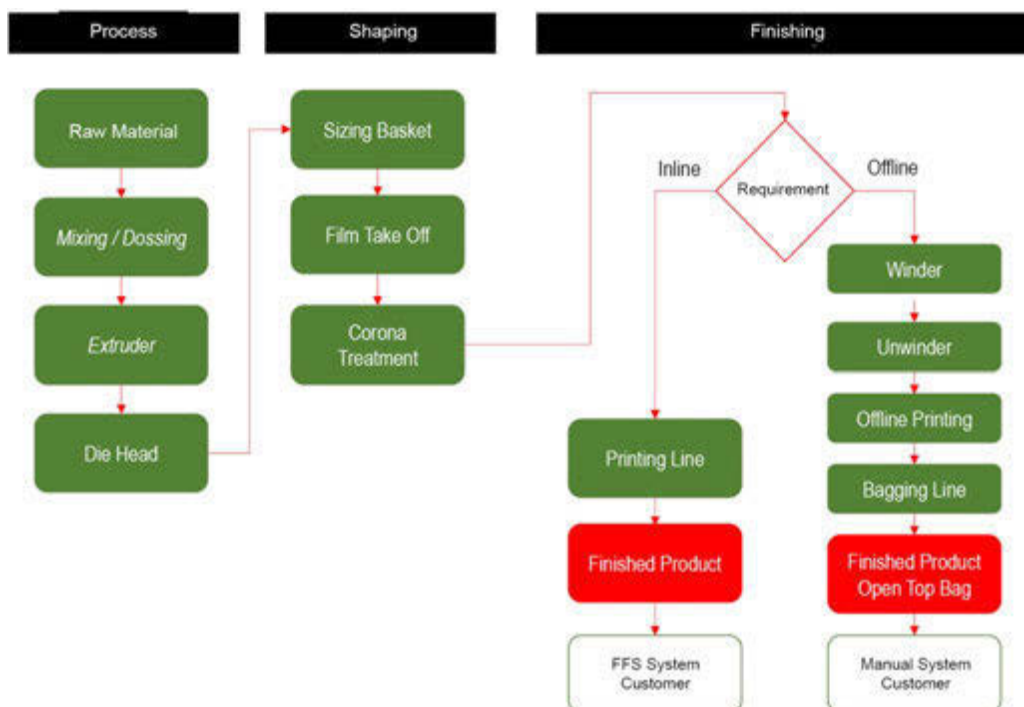 Process
Shaping
Finishing
Raw Material
Mixing / Dossing
Extruder
Die Head
Sizing Basket
Film Take Off
Corona
Treatment
Requirement
Inline
Offline
Printing Line
Finished Product
FFS System
Customer
Winder
Unwinder
Offline Printing
Bagging Line
Finished Product
Open Top Bag
Manual System
Customer